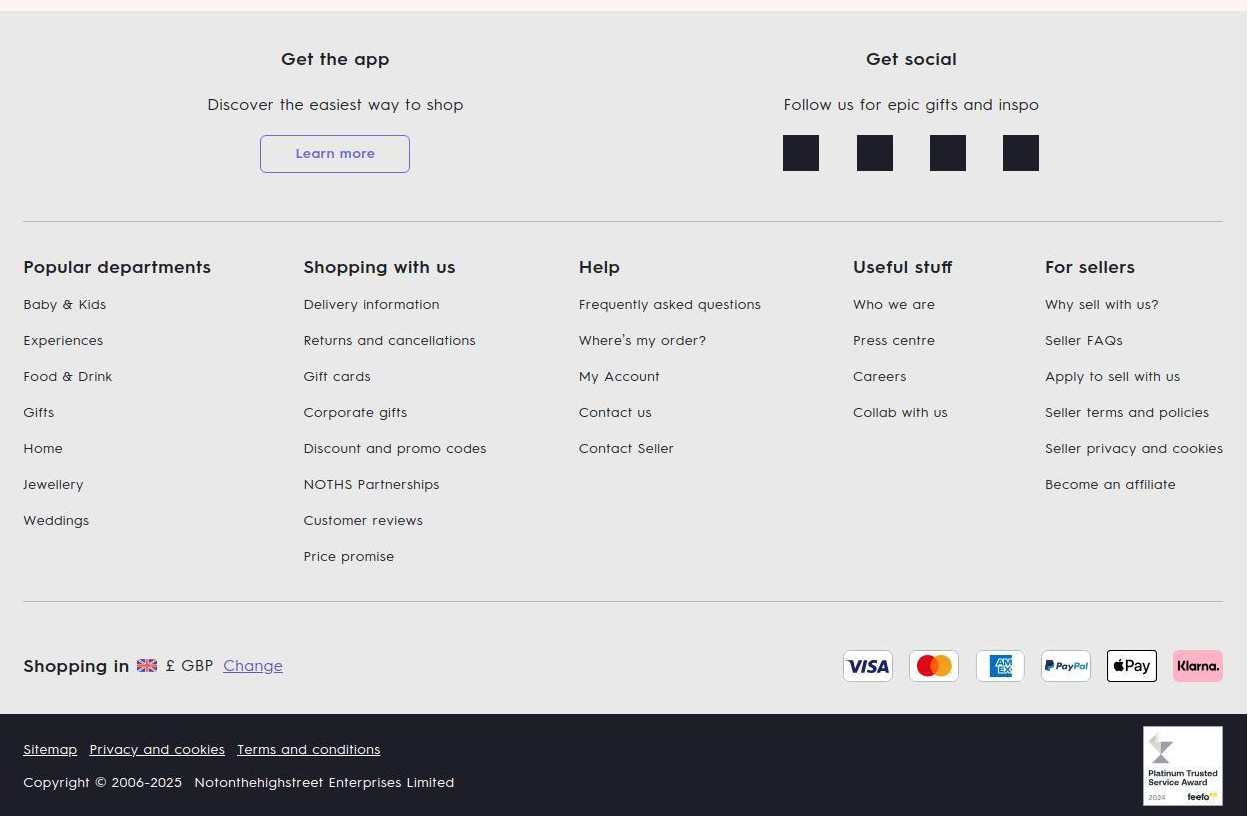 Get the app
Discover the easiest way to shop
Learn more
Get social
Follow us for epic gifts and inspo
Popular departments
Baby & Kids
Experiences
Food & Drink
Gifts
Home
Jewellery
Weddings
Shopping with us
Delivery information
Returns and cancellations
Gift cards
Corporate gifts
Discount and promo codes
NOTHS Partnerships
Customer reviews
Price promise
Help
Frequently asked questions
Where's my order?
My Account
Contact us
Contact Seller
Useful stuff
Who we are
Press centre
Careers
Collab with us
For sellers
Why sell with us?
Seller FAQs
Apply to sell with us
Seller terms and policies
Seller privacy and cookies
Become an affiliate
Shopping in £ GBP Change
VISA
AM
EX
PayPal
Pay
Klarna.
Sitemap Privacy and cookies Terms and conditions
Copyright © 2006-2025 Notonthehighstreet Enterprises Limited
Platinum Trusted
Service Award
2024 feefo